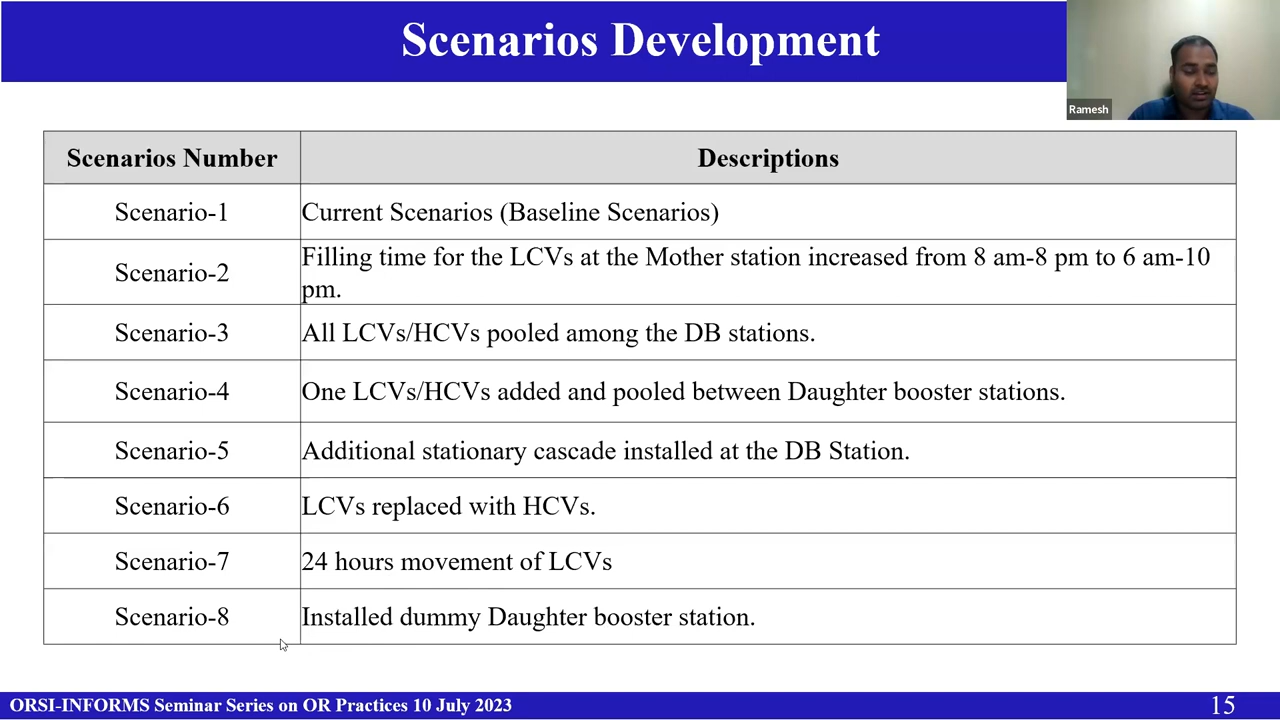 Scenarios Development
Ramesh
Scenarios Number Descriptions
Scenario-1 Current Scenarios (Baseline Scenarios)
Scenario-2 Filling time for the LCVs at the Mother station increased from 8 am-8 pm to 6 am-10
pm.
Scenario-3 All LCVs/HCVs pooled among the DB stations.
Scenario-4 One LCVs/HCVs added and pooled between Daughter booster stations.
Scenario-5 Additional stationary cascade installed at the DB Station.
Scenario-6 LCVs replaced with HCVs.
Scenario-7 24 hours movement of LCVs
Scenario-8 Installed dummy Daughter booster station.
ORSI-INFORMS Seminar Series on OR Practices 10 July 2023 15